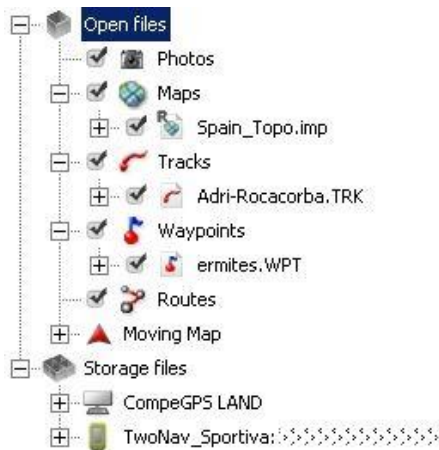 Open files
Photos
Maps
Spain_Topo.imp
Tracks
Adri-Rocacorba.TRK
Waypoints
ermites.WPT
Routes
Moving Map
Storage files
CompeGPS LAND
TwoNav_Sportiva: